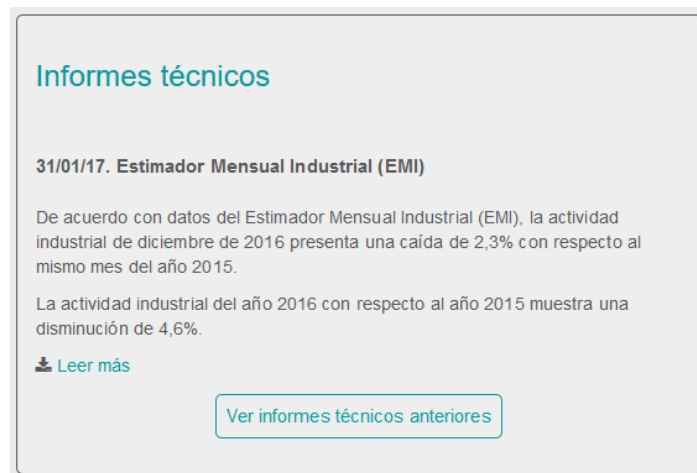 Informes técnicos
31/01/17. Estimador Mensual Industrial (EMI)
De acuerdo con datos del Estimador Mensual Industrial (EMI), la actividad
industrial de diciembre de 2016 presenta una caída de 2,3% con respecto al
mismo mes del año 2015.
La actividad industrial del año 2016 con respecto al año 2015 muestra una
disminución de 4,6%.
Leer más
Ver informes técnicos anteriores